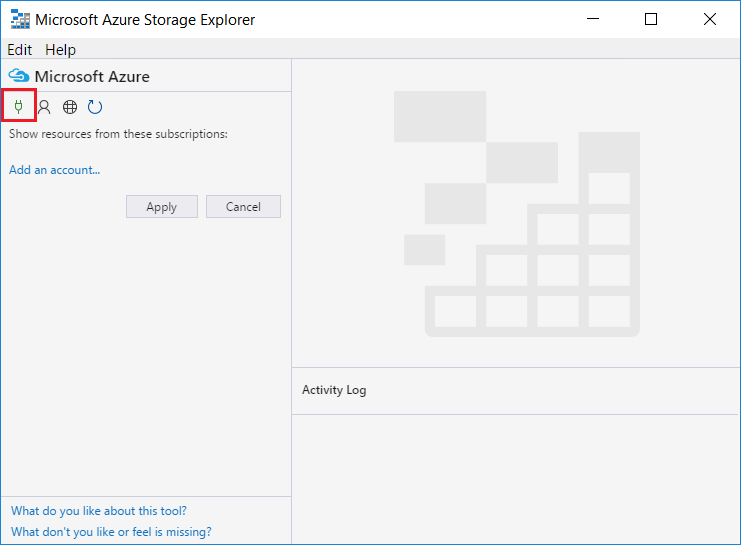 Microsoft Azure Storage Explorer
Edit Help
Microsoft Azure
Show resources from these subscriptions:
Add an account...
Apply Cancel
Activity Log
What do you like about this tool?
What don't you like or feel is missing?